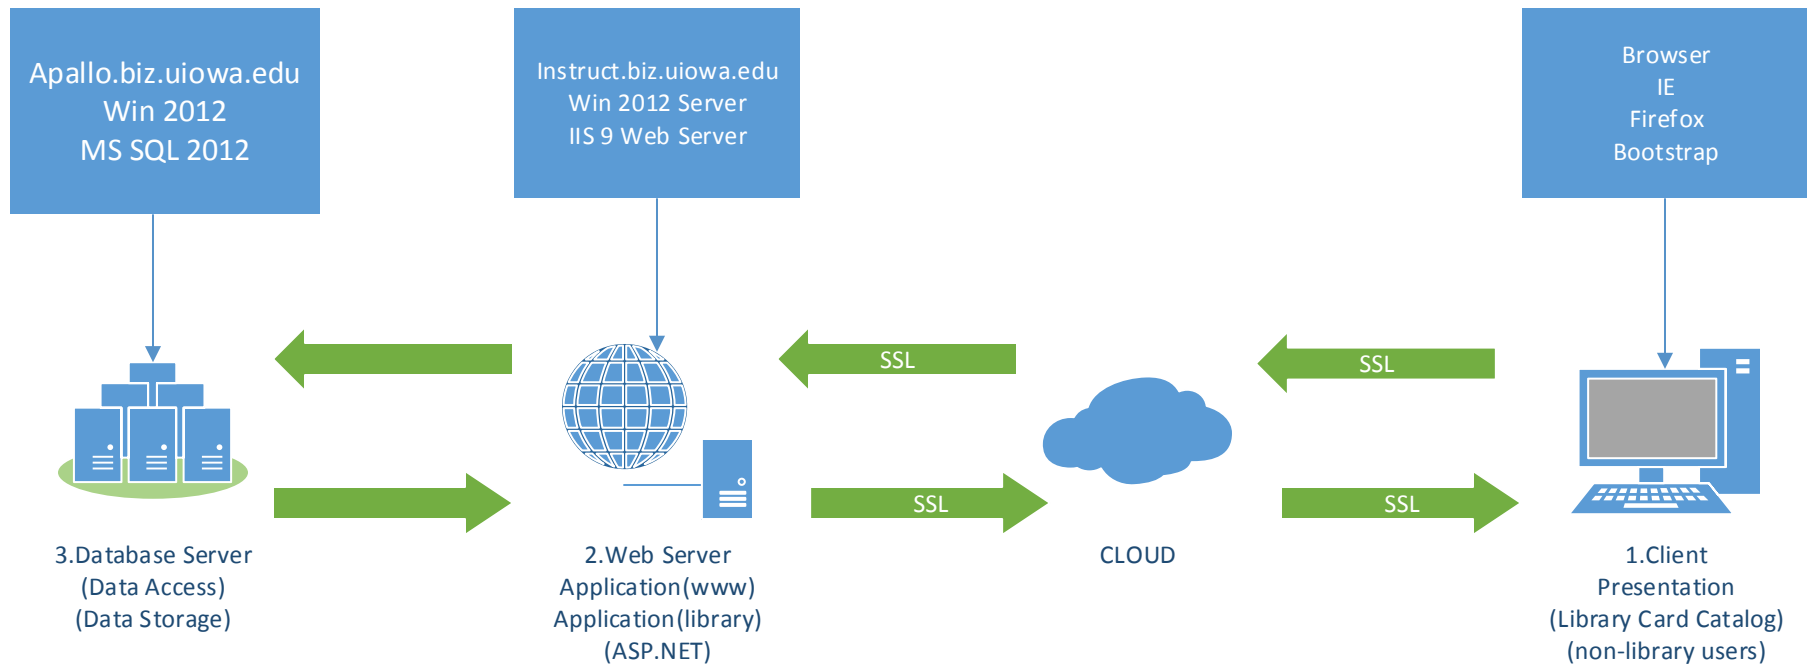 Apallo.biz.uiowa.edu
Win 2012
MS SQL 2012
Instruct.biz.uiowa.edu
Win 2012 Server
IIS 9 Web Server
Browser
IE
Firefox
Bootstrap
SSL
SSL
SSL
SSL
3.Database Server
(Data Access)
(Data Storage)
2.Web Server
Application(www)
Application(library)
(ASP.NET)
CLOUD
1.Client
Presentation
(Library Card Catalog)
(non-library users)